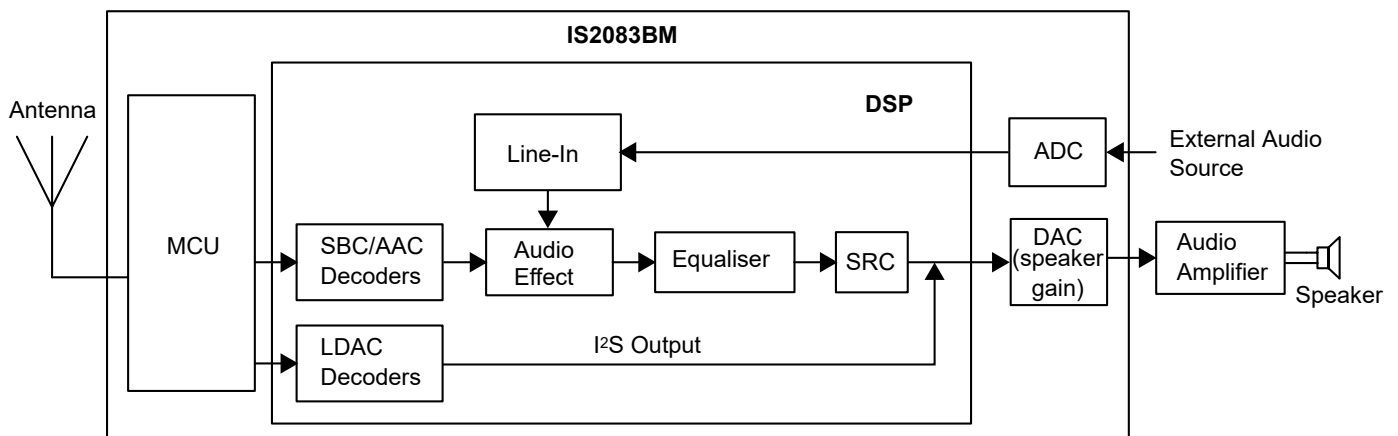 IS2083BM
Antenna
DSP
MCU
Line-In
ADC
External Audio
Source
SBC/AAC
Decoders
Audio
Effect
Equaliser
SRC
DAC
(speaker
gain)
Audio
Amplifier
Speaker
LDAC
Decoders
I²S Output